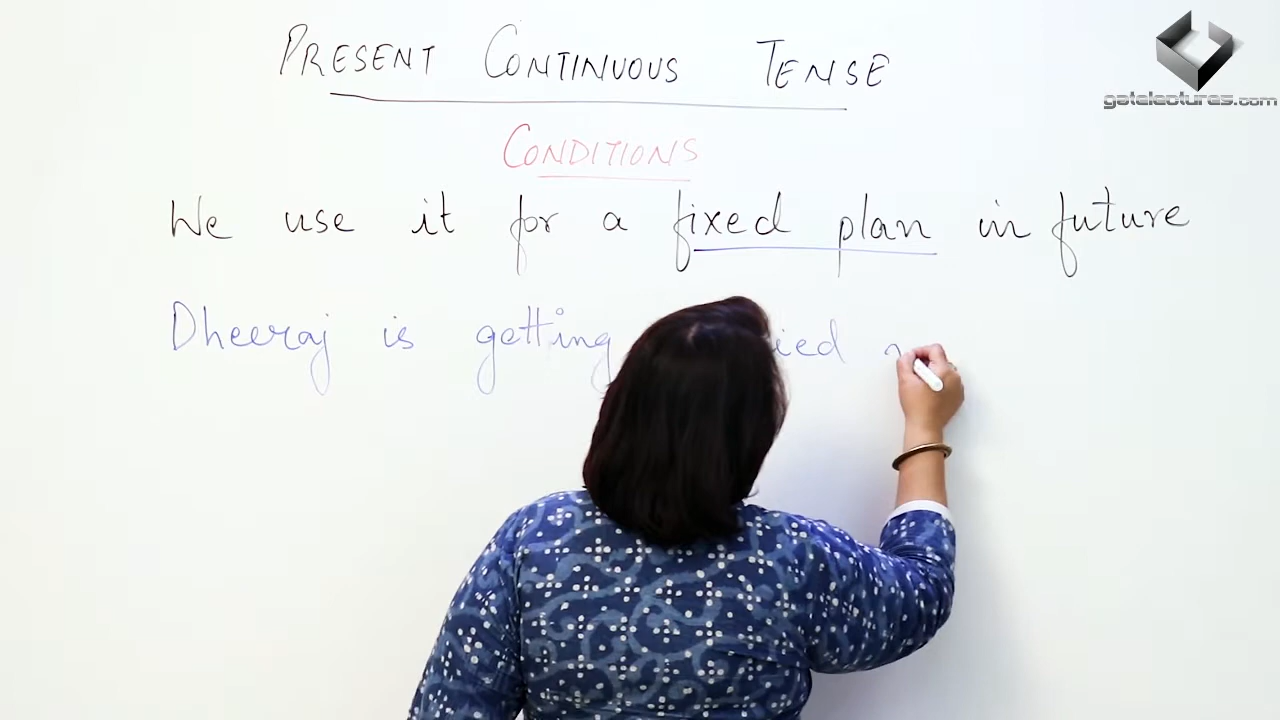 PRESENT CONTINUOUS TENSE
gatelectures.com
CONDITIONS
We use it for a fixed plan in future
Dheeraj is getting